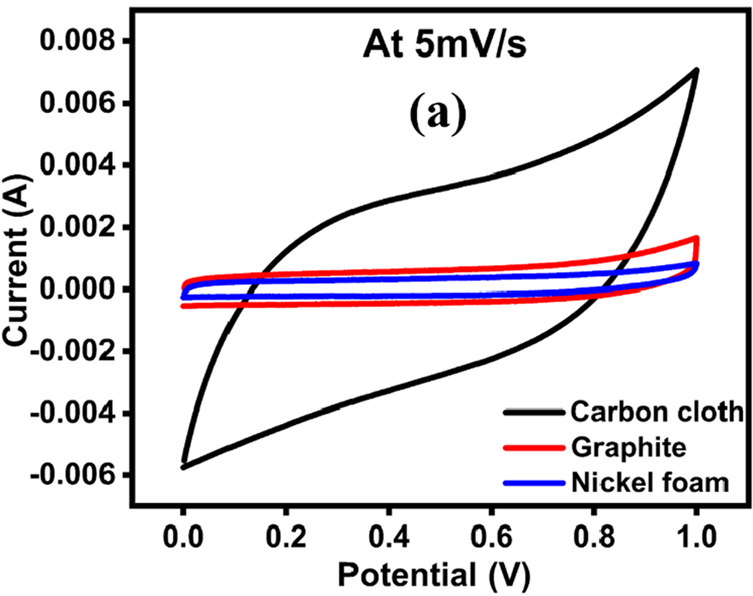 At 5mV/s
(a)
0.008
0.006
0.004
0.002
0.000
-0.002
-0.004
-0.006
Current (A)
Carbon cloth
Graphite
Nickel foam
0.0 0.2 0.4 0.6 0.8 1.0
Potential (V)